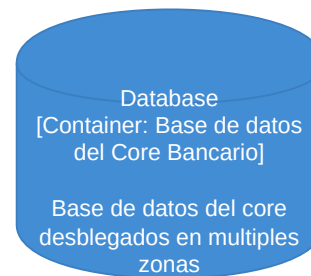 Database
[Container: Base de datos
del Core Bancario]
Base de datos del core
desblegados en multiples
zonas